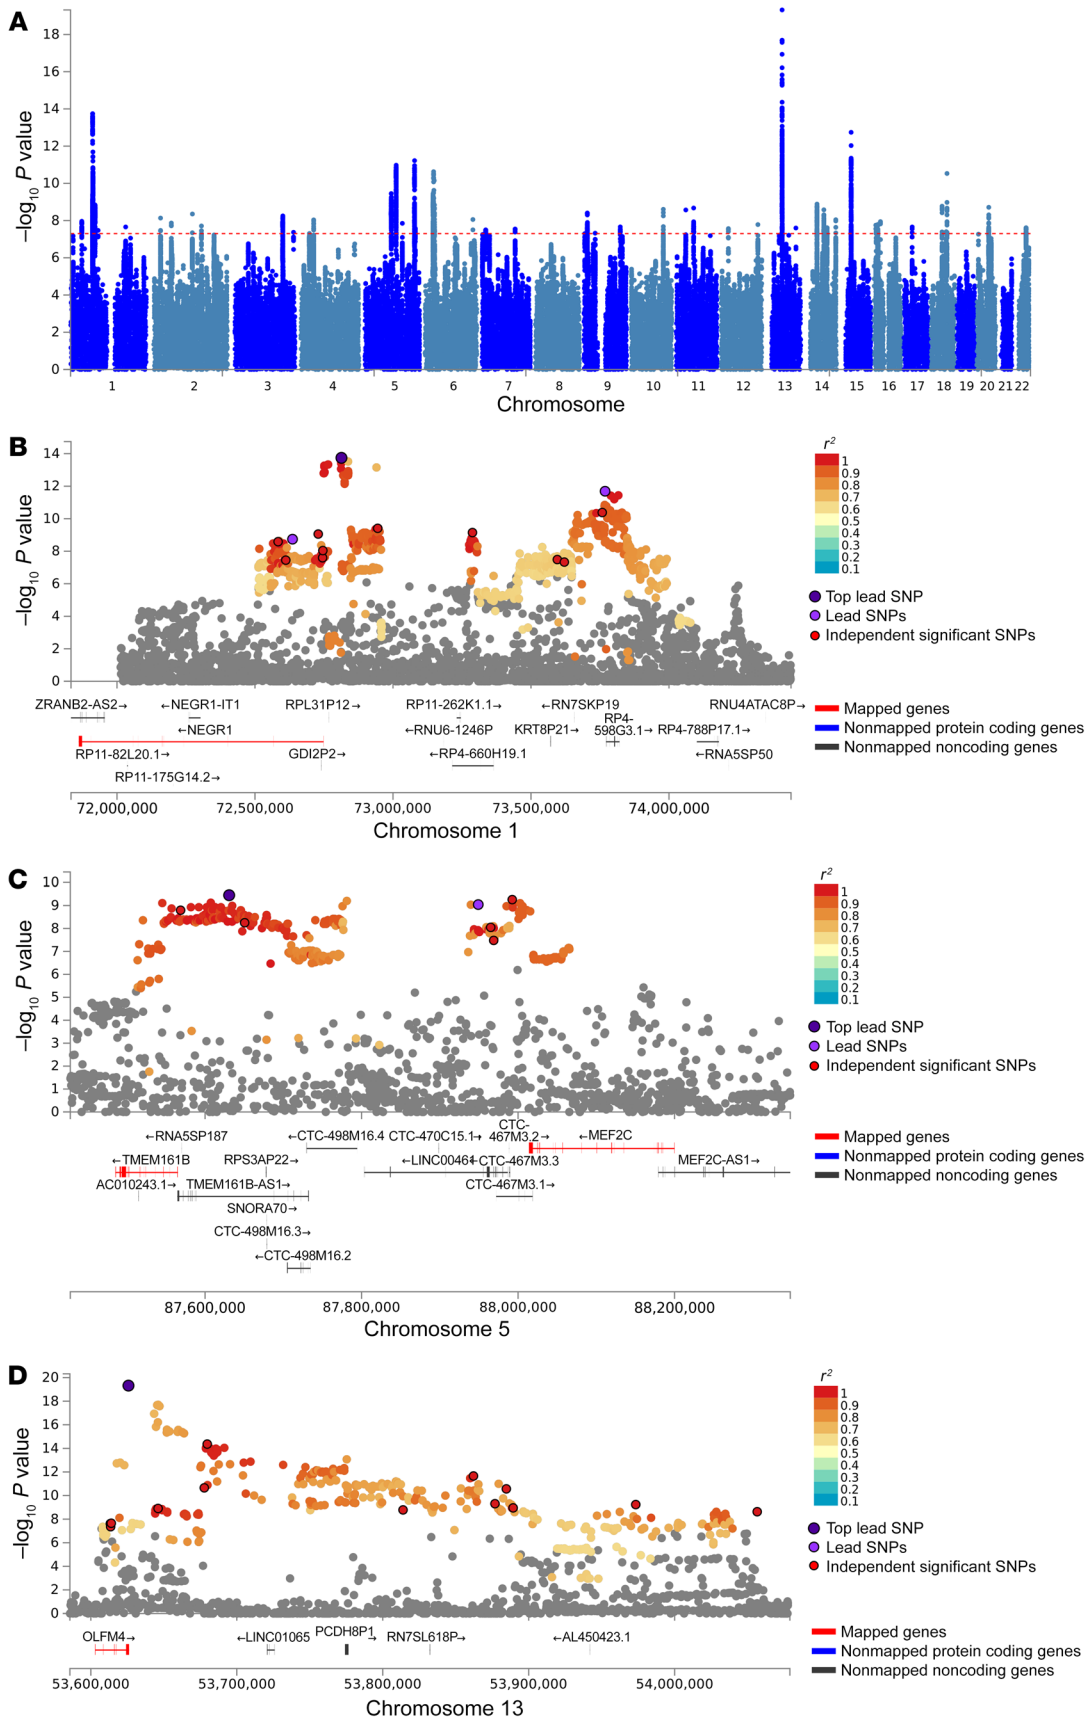 A
–log10 P value
18
16
14
12
10
8
6
4
2
0
1 2 3 4 5 6 7 8 9 10 11 12 13 14 15 16 17 18 19 20 21 22
Chromosome
B
–log10 P value
14
12
10
8
6
4
2
0
r2
1
0.9
0.8
0.7
0.6
0.5
0.4
0.3
0.2
0.1
Top lead SNP
Lead SNPs
Independent significant SNPs
ZRANB2-AS2→ ←NEGR1-IT1 RPL31P12→ RP11-262K1.1→ ←RN7SKP19 RNU4ATAC8P→
←NEGR1 ←RNU6-1246P KRT8P21→ RP4-598G3.1→ RP4-788P17.1→
RP11-82L20.1→ GDI2P2→ ←RP4-660H19.1 ←RNA5SP50
RP11-175G14.2→
Mapped genes
Nonmapped protein coding genes
Nonmapped noncoding genes
72,000,000 72,500,000 73,000,000 73,500,000 74,000,000
Chromosome 1
C
–log10 P value
10
9
8
7
6
5
4
3
2
1
0
r2
1
0.9
0.8
0.7
0.6
0.5
0.4
0.3
0.2
0.1
Top lead SNP
Lead SNPs
Independent significant SNPs
←RNA5SP187 ←CTC-498M16.4 CTC-470C15.1→ CTC-467M3.2→ ←MEF2C
←TMEM161B RPS3AP22→ ←LINC00461 ←CTC-467M3.3 MEF2C-AS1→
AC010243.1→ TMEM161B-AS1→ CTC-467M3.1→
SNORA70→
CTC-498M16.3→
←CTC-498M16.2
Mapped genes
Nonmapped protein coding genes
Nonmapped noncoding genes
87,600,000 87,800,000 88,000,000 88,200,000
Chromosome 5
D
–log10 P value
20
18
16
14
12
10
8
6
4
2
0
r2
1
0.9
0.8
0.7
0.6
0.5
0.4
0.3
0.2
0.1
Top lead SNP
Lead SNPs
Independent significant SNPs
OLFM4→ ←LINC01065 PCDH8P1→ RN7SL618P→ ←AL450423.1
Mapped genes
Nonmapped protein coding genes
Nonmapped noncoding genes
53,600,000 53,700,000 53,800,000 53,900,000 54,000,000
Chromosome 13